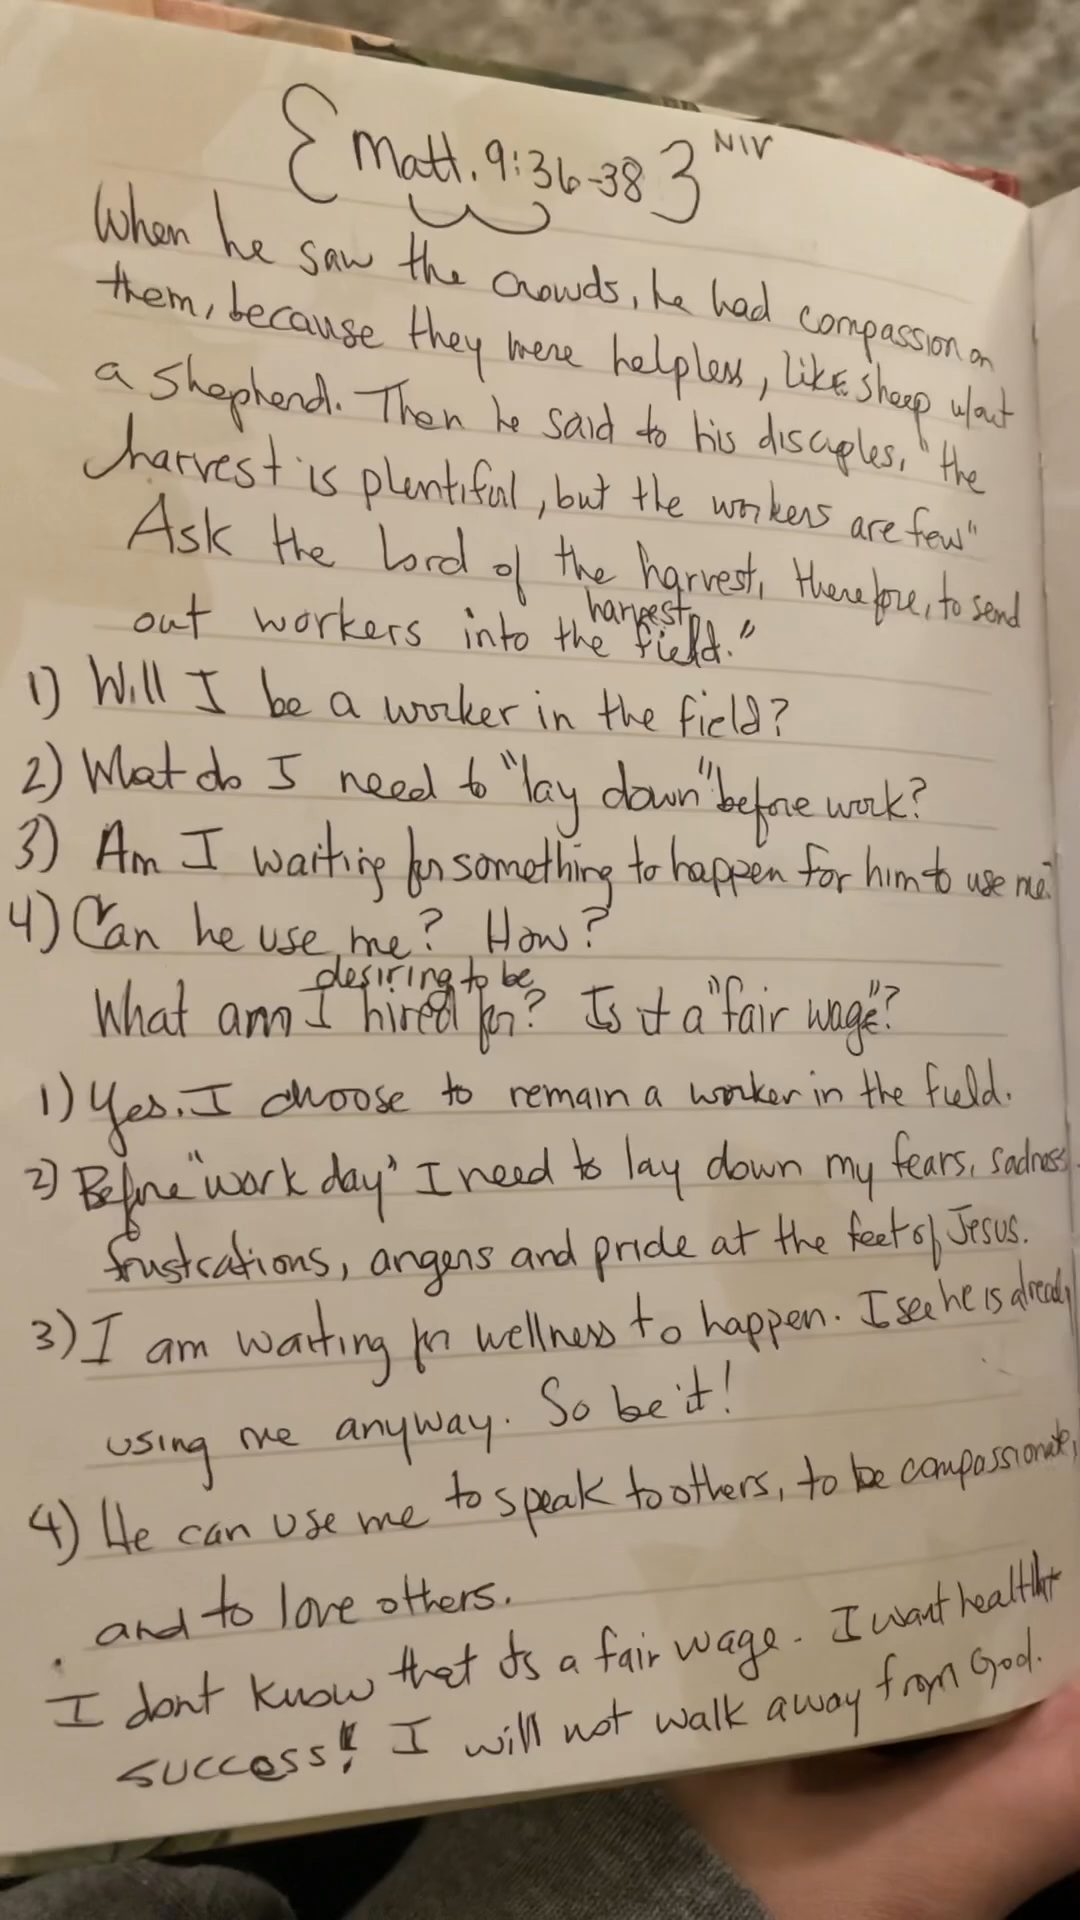 { Matt. 9:36-38 } NIV
When he saw the crowds, he had compassion on
them, because they were helpless, like sheep w/out
a shepherd. Then he said to his disciples, "the
harvest is plentiful, but the workers are few"
Ask the Lord of the harvest, therefore, to send
out workers into the harvest field."
1) Will I be a worker in the field?
2) What do I need to "lay down" before work?
3) Am I waiting for something to happen for him to use me?
4) Can he use me? How?
What am I desiring to be hired for? Is it a "fair wage"?
1) Yes. I choose to remain a worker in the field.
2) Before "work day" I need to lay down my fears, sadness,
frustrations, angers and pride at the feet of Jesus.
3) I am waiting for wellness to happen. I see he is already
using me anyway. So be it!
4) He can use me to speak to others, to be compassionate,
and to love others.
I dont know that its a fair wage. I want health +
success! I will not walk away from God.